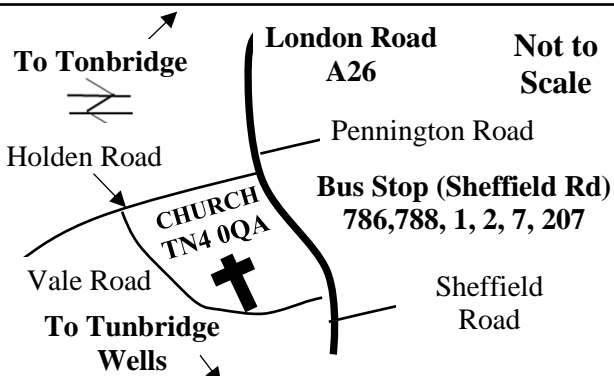 To Tonbridge
London Road
A26
Not to
Scale
N
Pennington Road
Holden Road
CHURCH
TN4 0QA
Bus Stop (Sheffield Rd)
786,788, 1, 2, 7, 207
Vale Road
Sheffield
Road
To Tunbridge
Wells